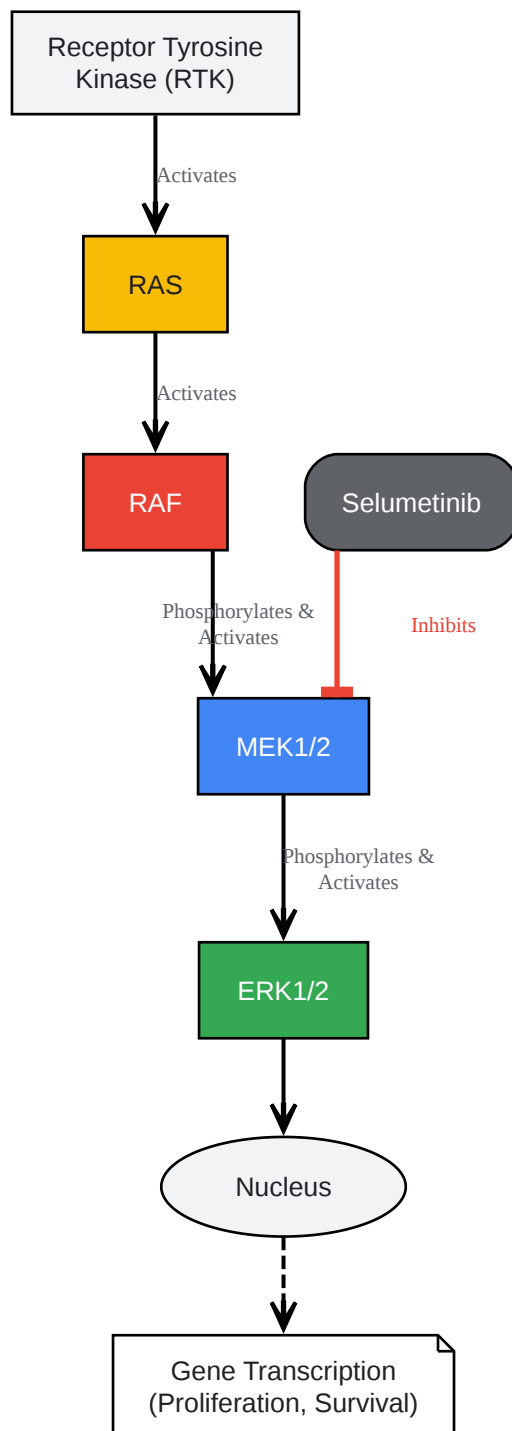 Receptor Tyrosine
Kinase (RTK)
Activates
RAS
Activates
RAF
Selumetinib
Phosphorylates &
Activates
Inhibits
MEK1/2
Phosphorylates &
Activates
ERK1/2
Nucleus
Gene Transcription
(Proliferation, Survival)